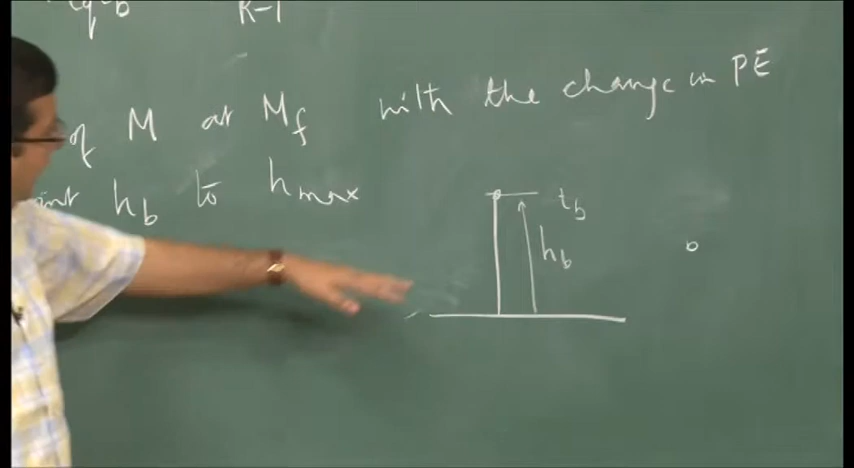 R-1
of M at M_f with the change in PE
h_b to h_max
t_b
h_b